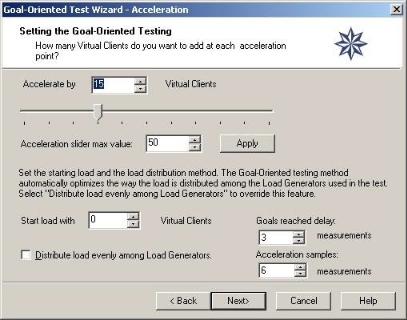 Goal-Oriented Test Wizard - Acceleration
Setting the Goal-Oriented Testing
How many Virtual Clients do you want to add at each acceleration
point?
Accelerate by 15 Virtual Clients
Acceleration slider max value: 50 Apply
Set the starting load and the load distribution method. The Goal-Oriented testing method
automatically optimizes the way the load is distributed among the Load Generators used in the test.
Select "Distribute load evenly among Load Generators" to override this feature.
Start load with 0 Virtual Clients
Goals reached delay:
3 measurements
Distribute load evenly among Load Generators.
Acceleration samples:
6 measurements
< Back Next> Cancel Help